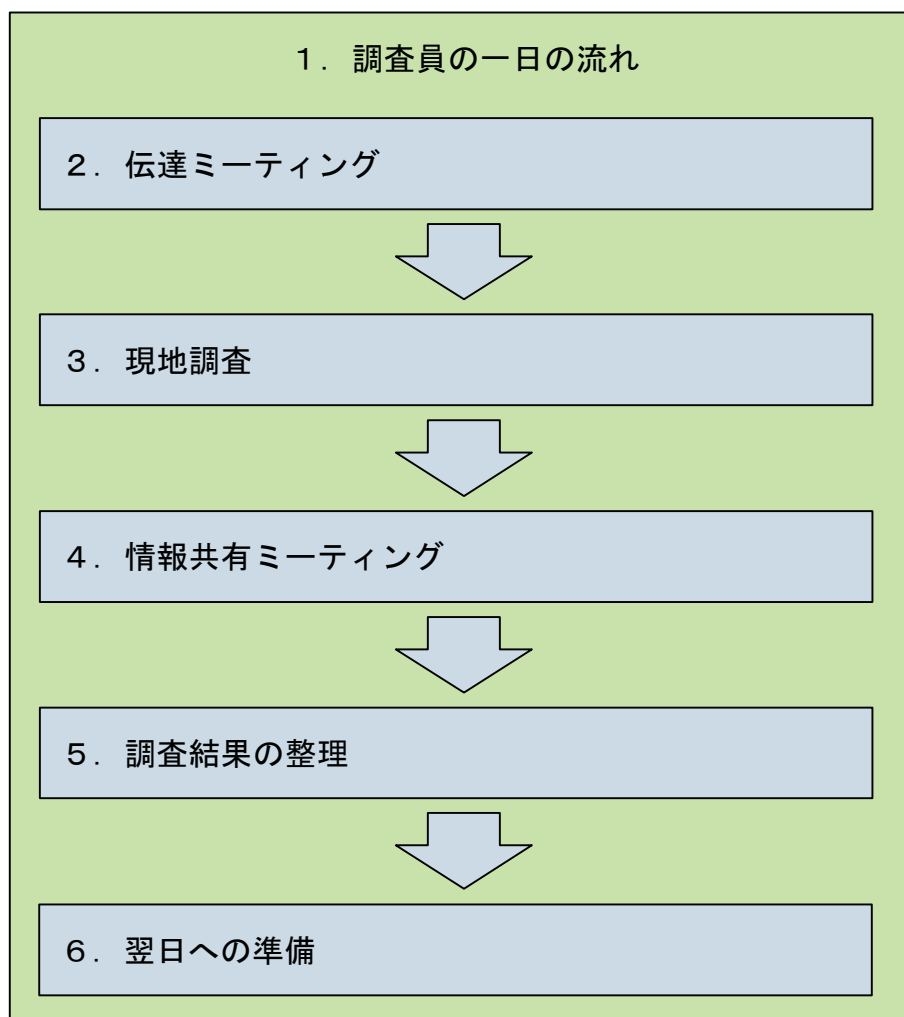 １．調査員の一日の流れ
２．伝達ミーティング
３．現地調査
４．情報共有ミーティング
５．調査結果の整理
６．翌日への準備